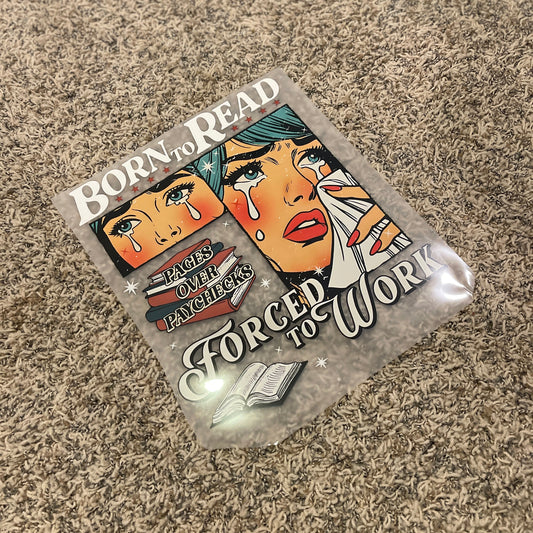 BORN TO READ
PAGES
OVER
PAYCHECKS
FORCED
TO WORK